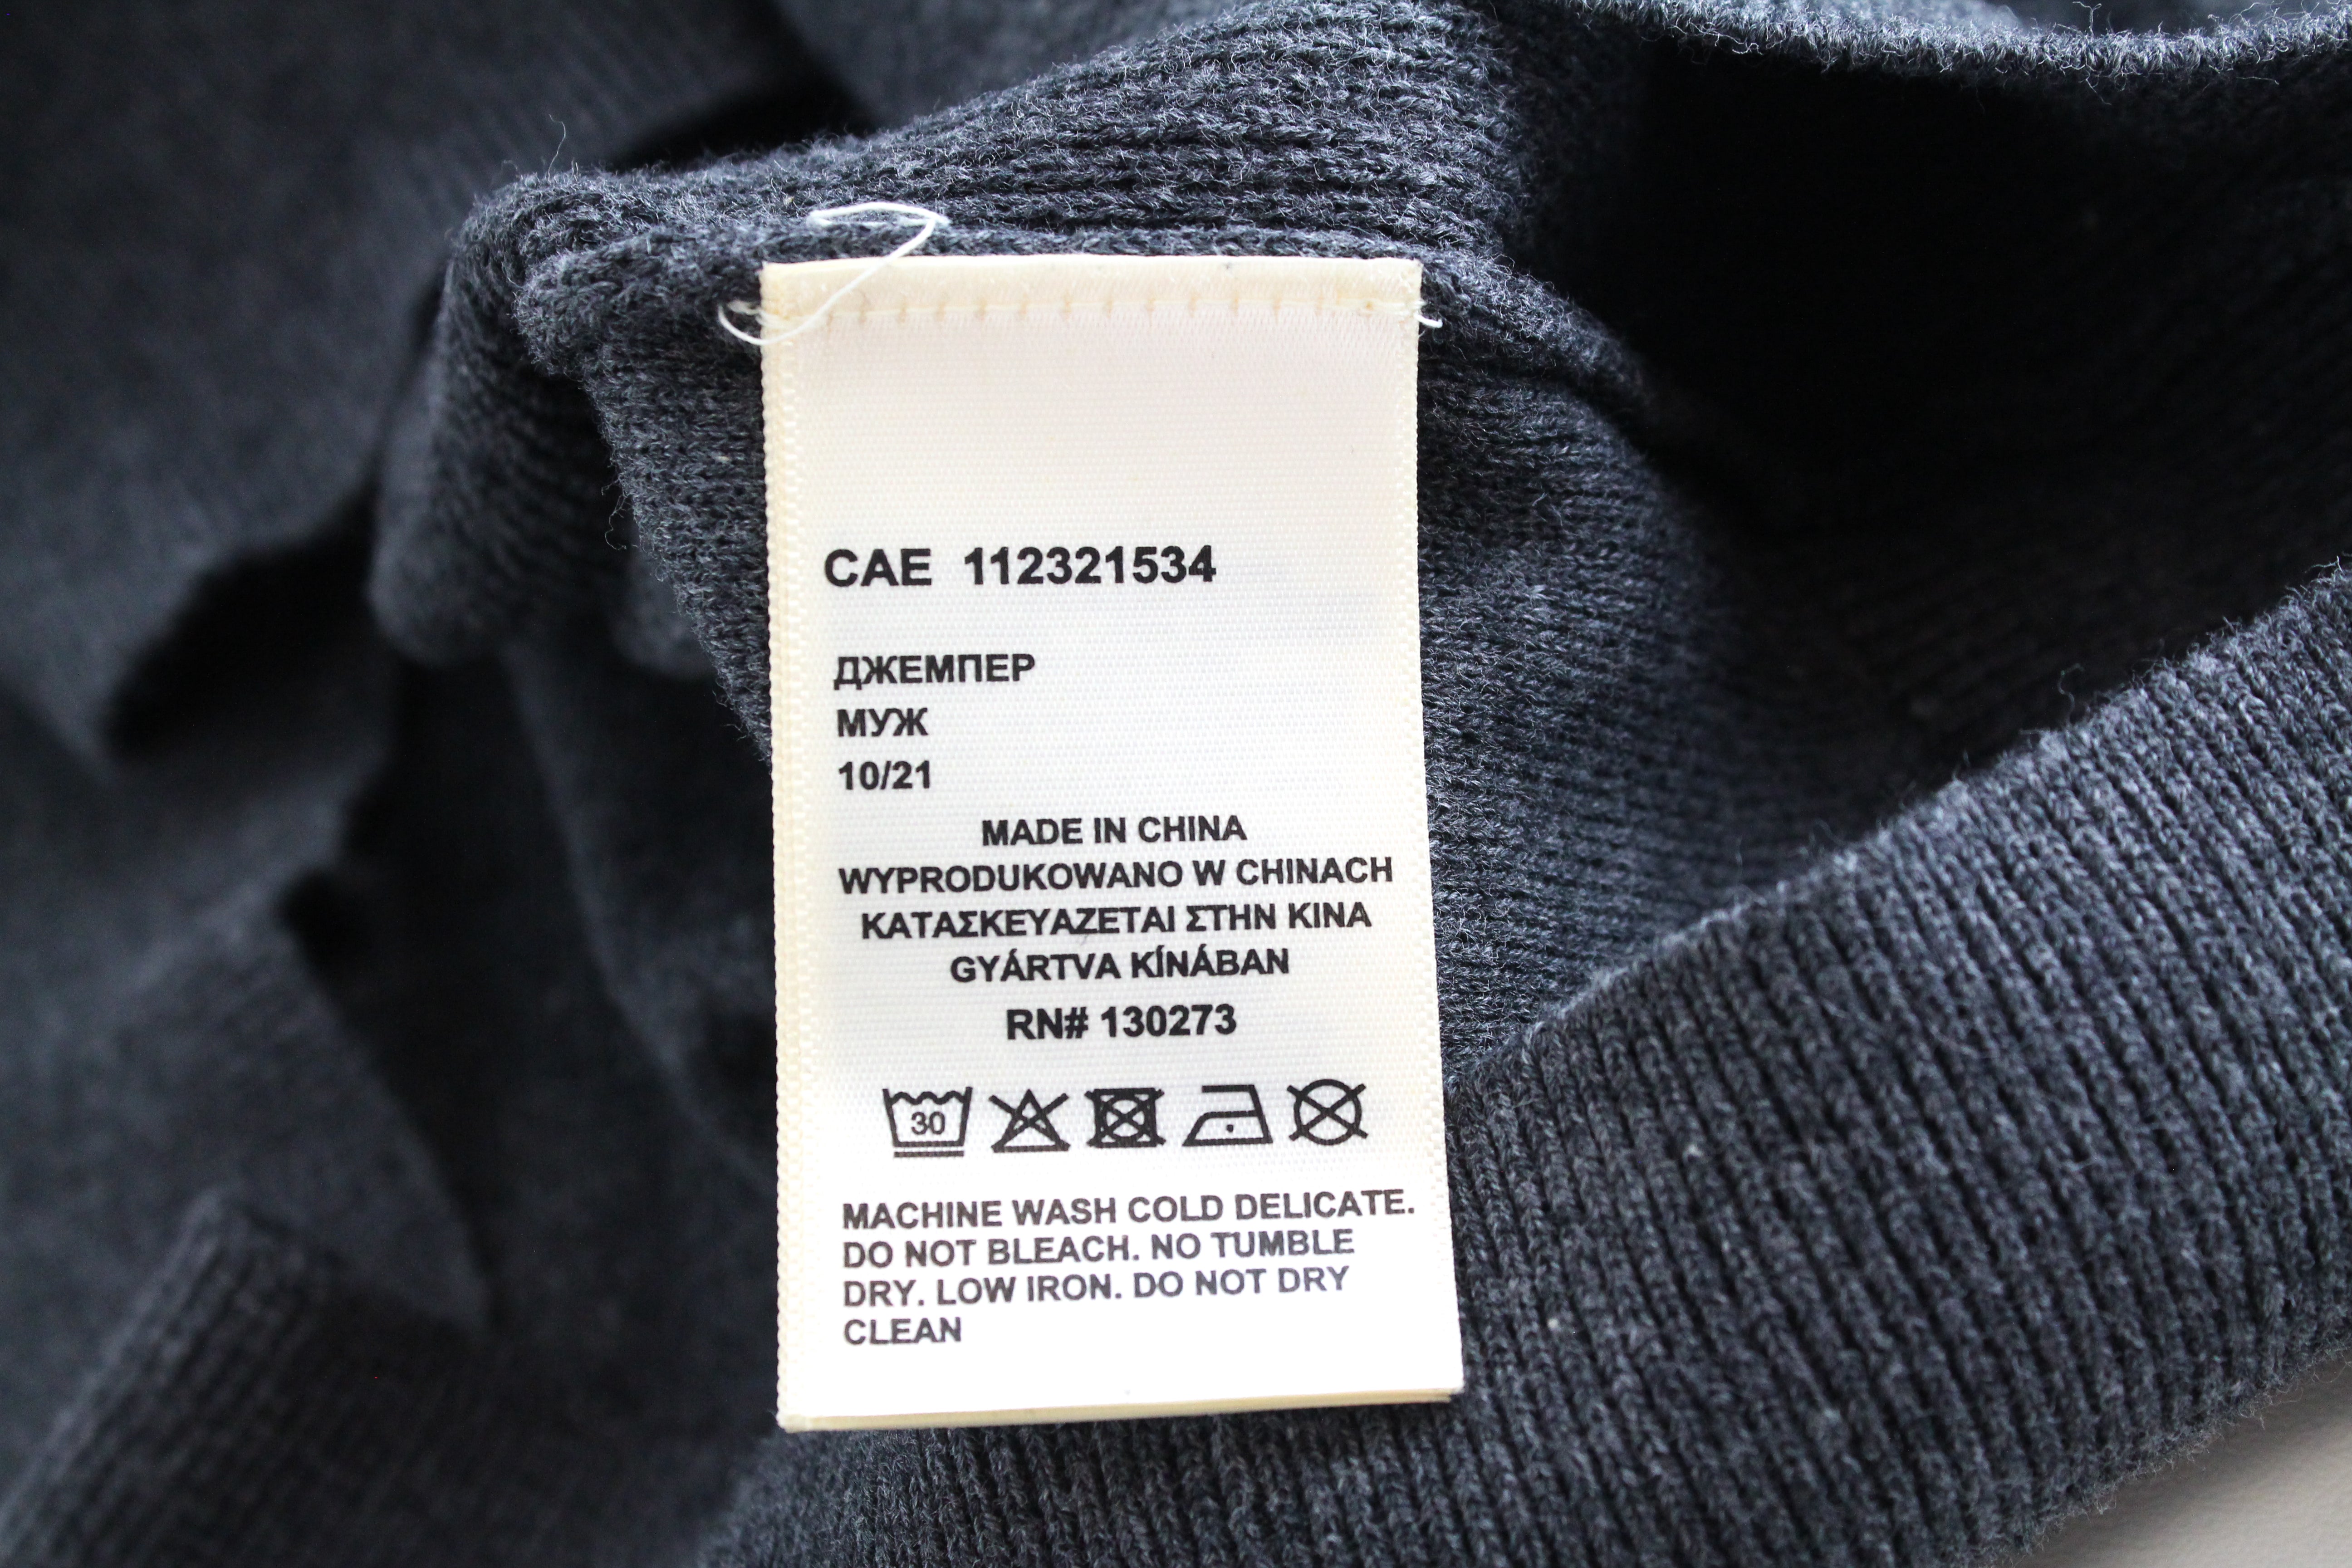 CAE 112321534
ДЖЕМПЕР
МУЖ
10/21
MADE IN CHINA
WYPRODUKOWANO W CHINACH
ΚΑΤΑΣΚΕΥΑΖΕΤΑΙ ΣΤΗΝ ΚΙΝΑ
GYÁRTVA KÍNÁBAN
RN# 130273
30
MACHINE WASH COLD DELICATE.
DO NOT BLEACH. NO TUMBLE
DRY. LOW IRON. DO NOT DRY
CLEAN